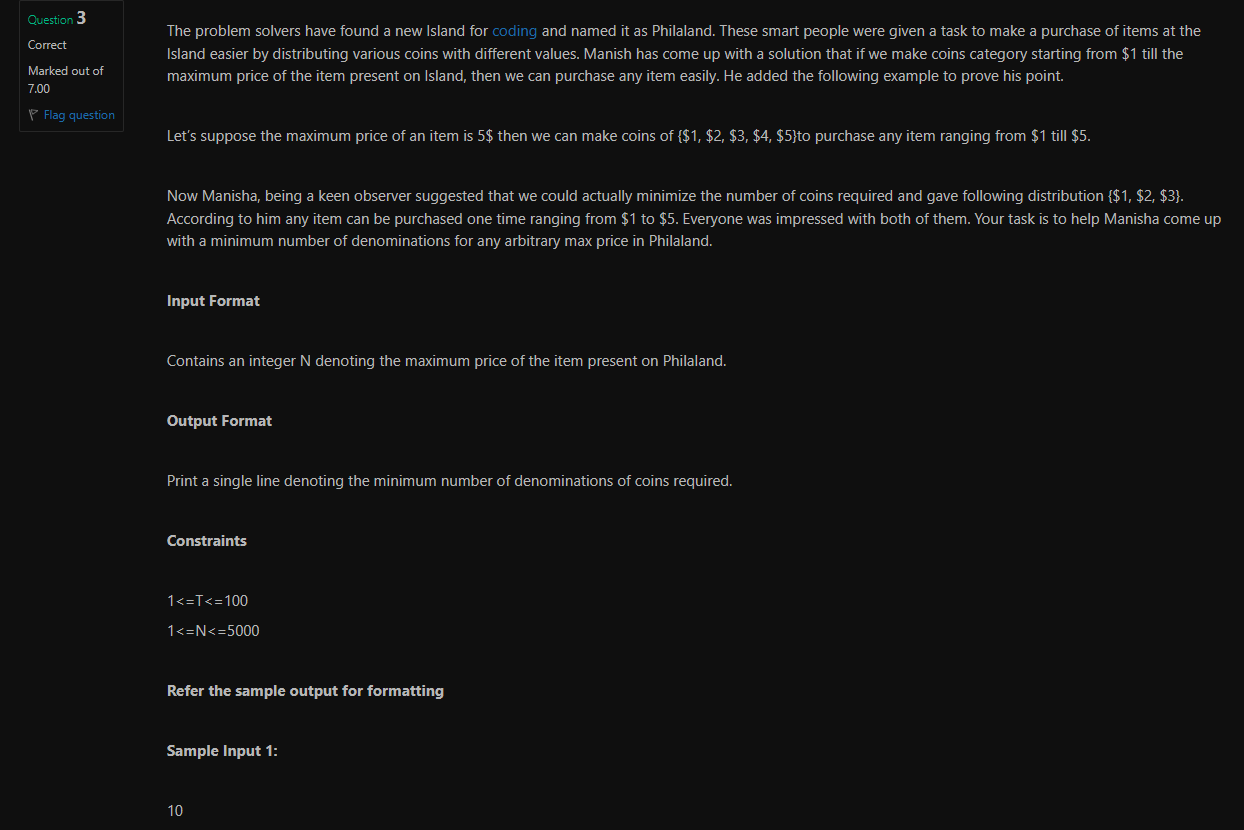 Question 3
Correct
Marked out of
7.00
Flag question
The problem solvers have found a new Island for coding and named it as Philaland. These smart people were given a task to make a purchase of items at the
Island easier by distributing various coins with different values. Manish has come up with a solution that if we make coins category starting from $1 till the
maximum price of the item present on Island, then we can purchase any item easily. He added the following example to prove his point.
Let’s suppose the maximum price of an item is 5$ then we can make coins of {$1, $2, $3, $4, $5}to purchase any item ranging from $1 till $5.
Now Manisha, being a keen observer suggested that we could actually minimize the number of coins required and gave following distribution {$1, $2, $3}.
According to him any item can be purchased one time ranging from $1 to $5. Everyone was impressed with both of them. Your task is to help Manisha come up
with a minimum number of denominations for any arbitrary max price in Philaland.
Input Format
Contains an integer N denoting the maximum price of the item present on Philaland.
Output Format
Print a single line denoting the minimum number of denominations of coins required.
Constraints
1<=T<=100
1<=N<=5000
Refer the sample output for formatting
Sample Input 1:
10